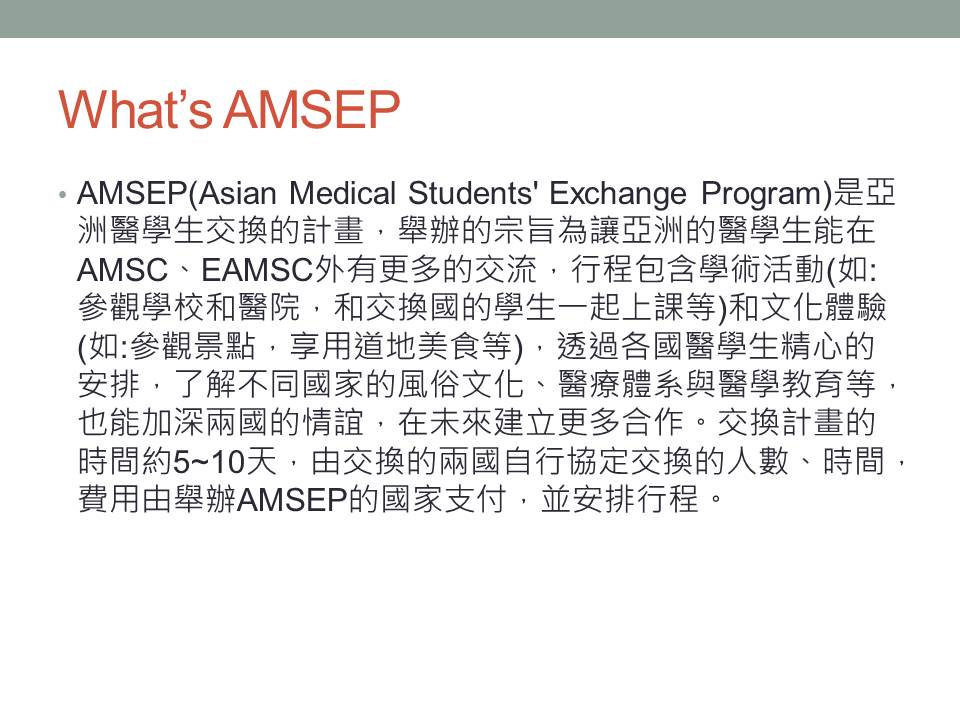 What’s AMSEP
• AMSEP(Asian Medical Students' Exchange Program)是亞
洲醫學生交換的計畫，舉辦的宗旨為讓亞洲的醫學生能在
AMSC、EAMSC外有更多的交流，行程包含學術活動(如:
參觀學校和醫院，和交換國的學生一起上課等)和文化體驗
(如:參觀景點，享用道地美食等)，透過各國醫學生精心的
安排，了解不同國家的風俗文化、醫療體系與醫學教育等，
也能加深兩國的情誼，在未來建立更多合作。交換計畫的
時間約5~10天，由交換的兩國自行協定交換的人數、時間，
費用由舉辦AMSEP的國家支付，並安排行程。